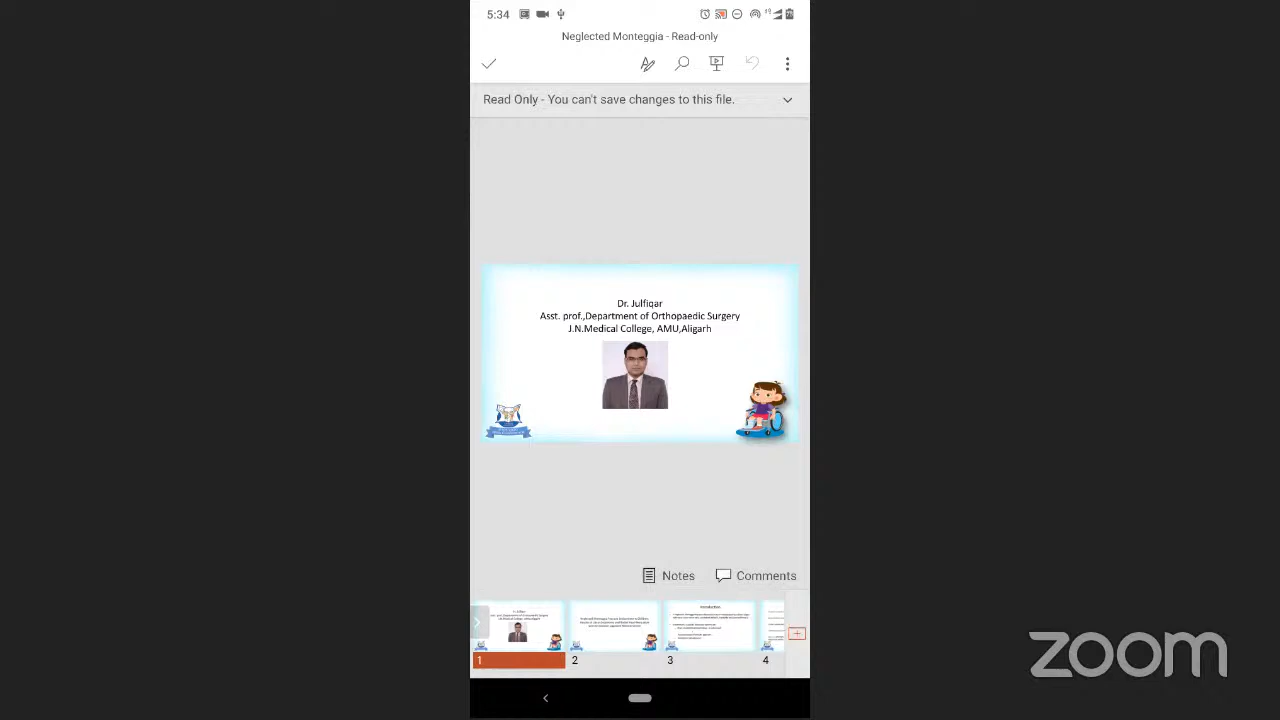 5:34
Neglected Monteggia - Read-only
Read Only - You can't save changes to this file.
Dr. Julfiqar
Asst. prof.,Department of Orthopaedic Surgery
J.N.Medical College, AMU,Aligarh
Notes
Comments
Introduction
1
2
3
4
zoom